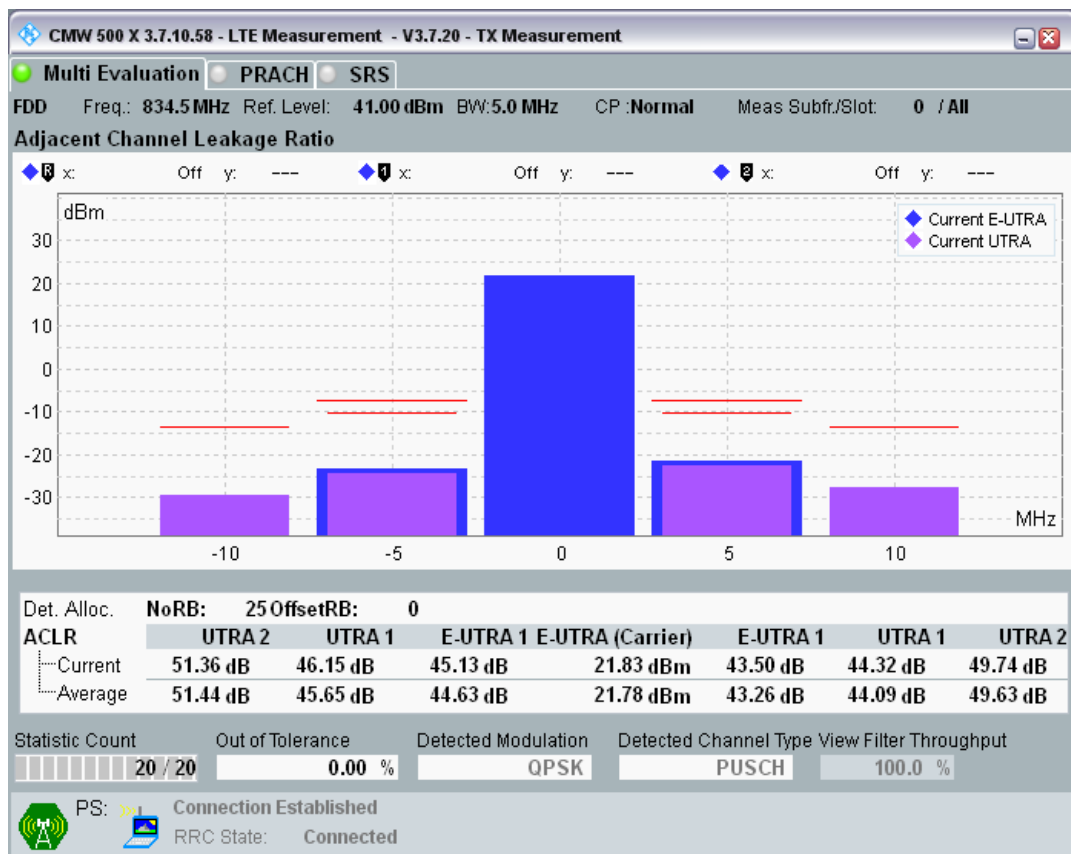 CMW 500 X 3.7.10.58 - LTE Measurement - V3.7.20 - TX Measurement
Multi Evaluation PRACH SRS
FDD Freq.: 834.5 MHz Ref. Level: 41.00 dBm BW:5.0 MHz CP :Normal Meas Subfr./Slot: 0 / All
Adjacent Channel Leakage Ratio
R x: Off y: --- 1 x: Off y: --- 2 x: Off y: ---
dBm
Current E-UTRA
Current UTRA
30
20
10
0
-10
-20
-30
MHz
-10 -5 0 5 10
Det. Alloc. NoRB: 25 OffsetRB: 0
ACLR UTRA 2 UTRA 1 E-UTRA 1 E-UTRA (Carrier) E-UTRA 1 UTRA 1 UTRA 2
Current 51.36 dB 46.15 dB 45.13 dB 21.83 dBm 43.50 dB 44.32 dB 49.74 dB
Average 51.44 dB 45.65 dB 44.63 dB 21.78 dBm 43.26 dB 44.09 dB 49.63 dB
Statistic Count Out of Tolerance Detected Modulation Detected Channel Type View Filter Throughput
20 / 20 0.00 % QPSK PUSCH 100.0 %
PS: Connection Established
RRC State: Connected